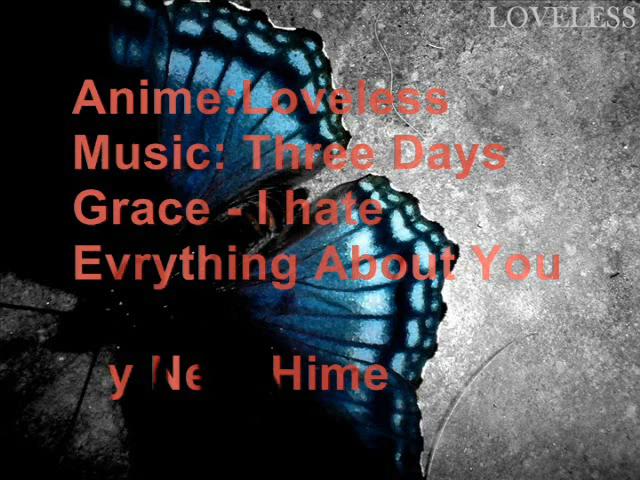 LOVELESS
Anime:Loveless
Music: Three Days
Grace - I hate
Evrything About You
Hime